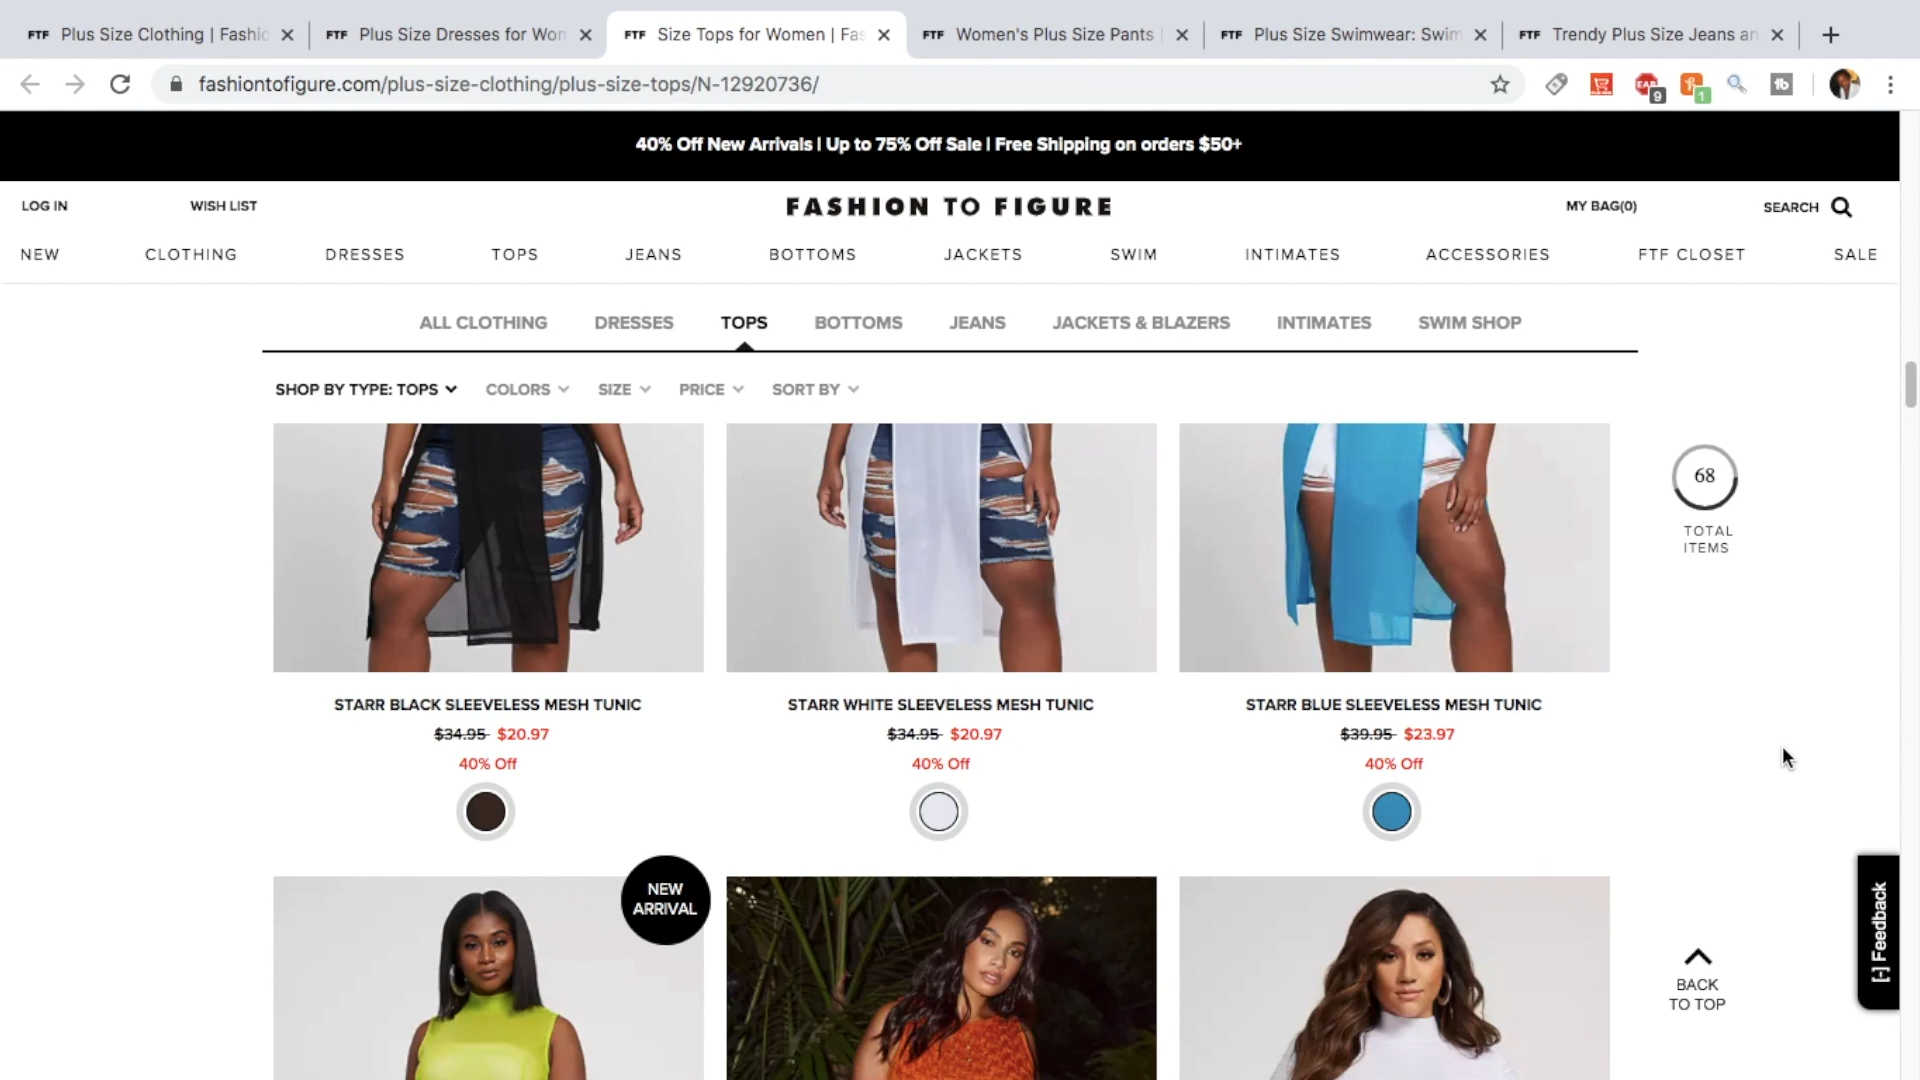 FTF Plus Size Clothing | Fashio
FTF Plus Size Dresses for Wom
FTF Size Tops for Women | Fas
FTF Women's Plus Size Pants |
FTF Plus Size Swimwear: Swim
FTF Trendy Plus Size Jeans an
fashiontofigure.com/plus-size-clothing/plus-size-tops/N-12920736/
EAB 9
1
tb
40% Off New Arrivals | Up to 75% Off Sale | Free Shipping on orders $50+
LOG IN WISH LIST FASHION TO FIGURE MY BAG(0) SEARCH
NEW CLOTHING DRESSES TOPS JEANS BOTTOMS JACKETS SWIM INTIMATES ACCESSORIES FTF CLOSET SALE
ALL CLOTHING DRESSES TOPS BOTTOMS JEANS JACKETS & BLAZERS INTIMATES SWIM SHOP
SHOP BY TYPE: TOPS COLORS SIZE PRICE SORT BY
68
TOTAL
ITEMS
STARR BLACK SLEEVELESS MESH TUNIC
$34.95 $20.97
40% Off
STARR WHITE SLEEVELESS MESH TUNIC
$34.95 $20.97
40% Off
STARR BLUE SLEEVELESS MESH TUNIC
$39.95 $23.97
40% Off
NEW
ARRIVAL
[-] Feedback
BACK
TO TOP